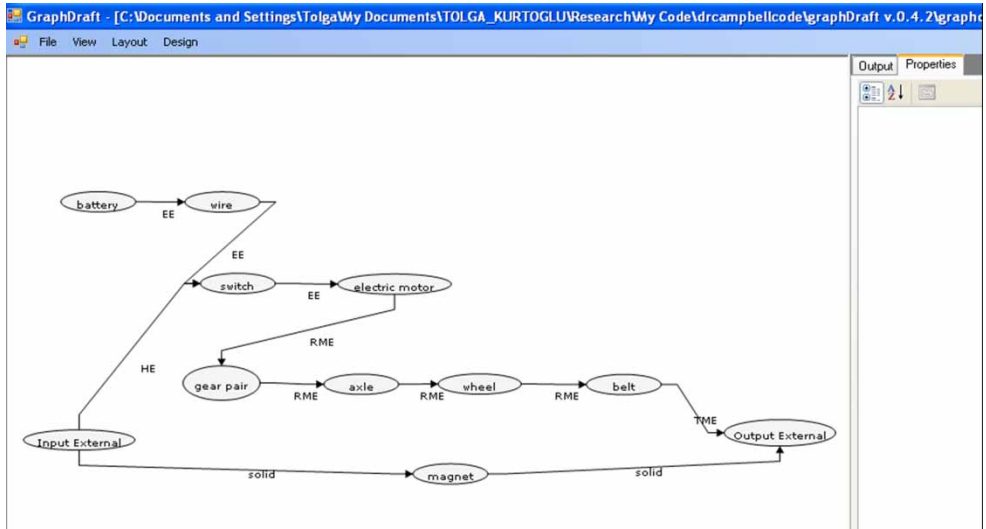 GraphDraft - [C:\Documents and Settings\Tolga\My Documents\TOLGA_KURTOGLU\Research\My Code\drcampbellcode\graphDraft v.0.4.2\graphd
File View Layout Design
Output Properties
battery
EE
wire
EE
switch
EE
electric motor
RME
HE
gear pair
RME
axle
RME
wheel
RME
belt
TME
Input External
Output External
solid
magnet
solid